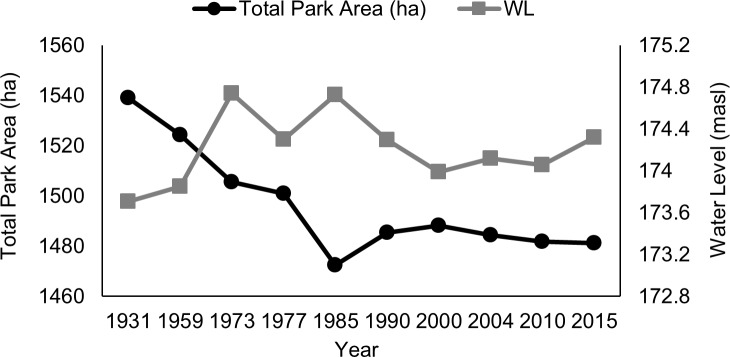 Total Park Area (ha) WL
1560
1540
1520
1500
1480
1460
Total Park Area (ha)
175.2
174.8
174.4
174
173.6
173.2
172.8
Water Level (masl)
1931 1959 1973 1977 1985 1990 2000 2004 2010 2015
Year